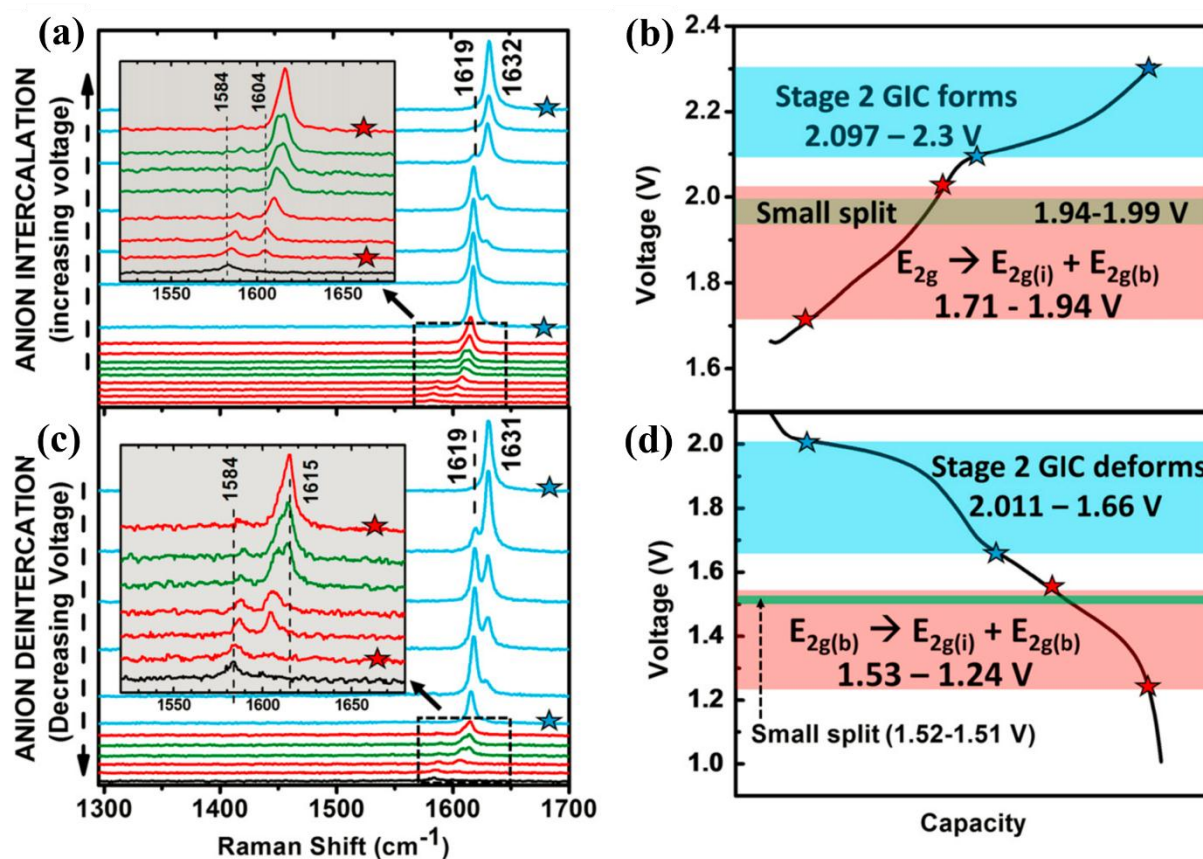 (a)
ANION INTERCALATION
(increasing voltage)
1584
1604
1550 1600 1650
1619
1632
(b)
2.4
2.2
2.0
1.8
1.6
Voltage (V)
Stage 2 GIC forms
2.097 – 2.3 V
Small split 1.94-1.99 V
E2g → E2g(i) + E2g(b)
1.71 - 1.94 V
(c)
ANION DEINTERCATION
(Decreasing Voltage)
1584
1615
1550 1600 1650
1619
1631
1300 1400 1500 1600 1700
Raman Shift (cm-1)
(d)
2.0
1.8
1.6
1.4
1.2
1.0
Voltage (V)
Stage 2 GIC deforms
2.011 – 1.66 V
E2g(b) → E2g(i) + E2g(b)
1.53 – 1.24 V
Small split (1.52-1.51 V)
Capacity